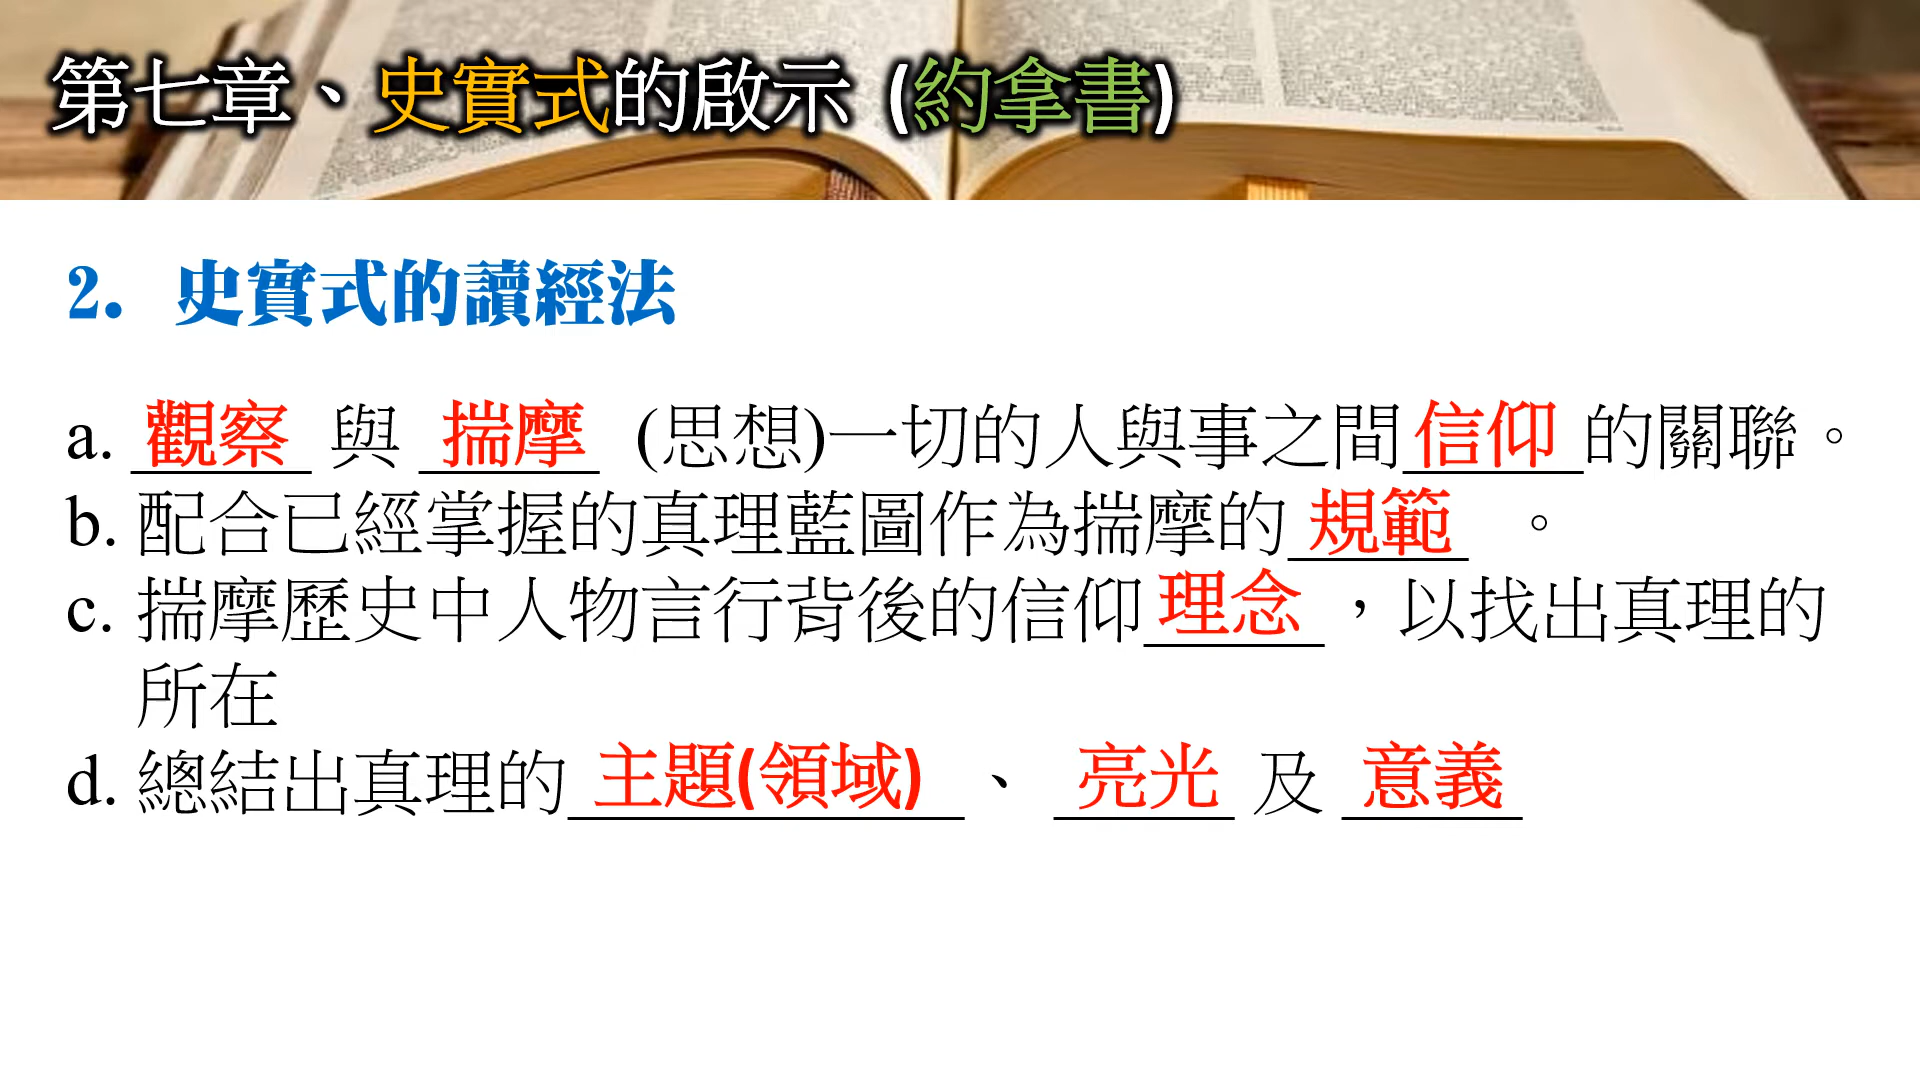 第七章、史實式的啟示 (約拿書)
2. 史實式的讀經法
a. 觀察 與 揣摩 (思想)一切的人與事之間信仰的關聯。
b. 配合已經掌握的真理藍圖作為揣摩的規範 。
c. 揣摩歷史中人物言行背後的信仰理念，以找出真理的
所在
d. 總結出真理的 主題(領域) 、 亮光 及 意義